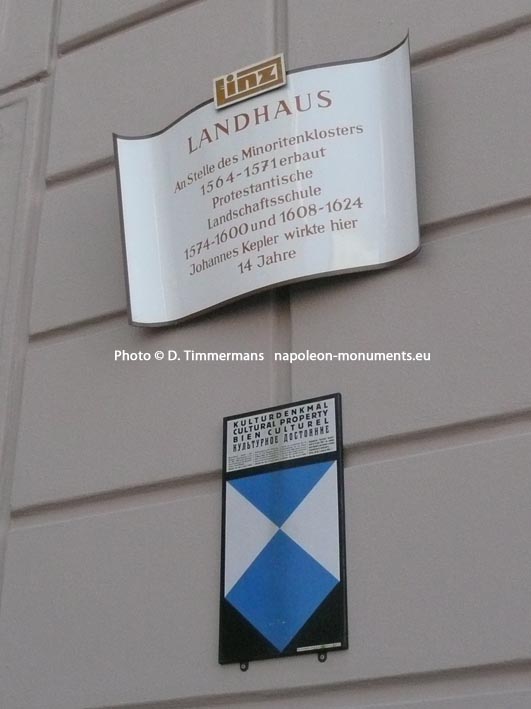 Linz
LANDHAUS
An Stelle des Minoritenklosters
1564-1571 erbaut
Protestantische
Landschaftsschule
1574-1600 und 1608-1624
Johannes Kepler wirkte hier
14 Jahre
Photo © D. Timmermans napoleon-monuments.eu
KULTURDENKMAL
CULTURAL PROPERTY
BIEN CULTUREL
КУЛЬТУРНОЕ ДОСТОЯНИЕ